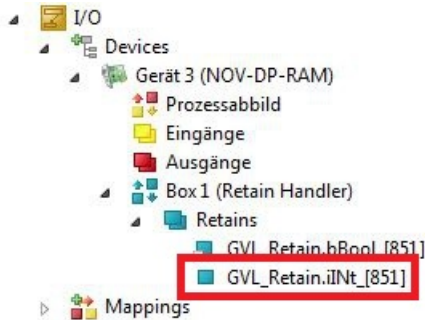 I/O
Devices
Gerät 3 (NOV-DP-RAM)
Prozessabbild
Eingänge
Ausgänge
Box 1 (Retain Handler)
Retains
GVL_Retain.bBool_[851]
GVL_Retain.iINt_[851]
Mappings